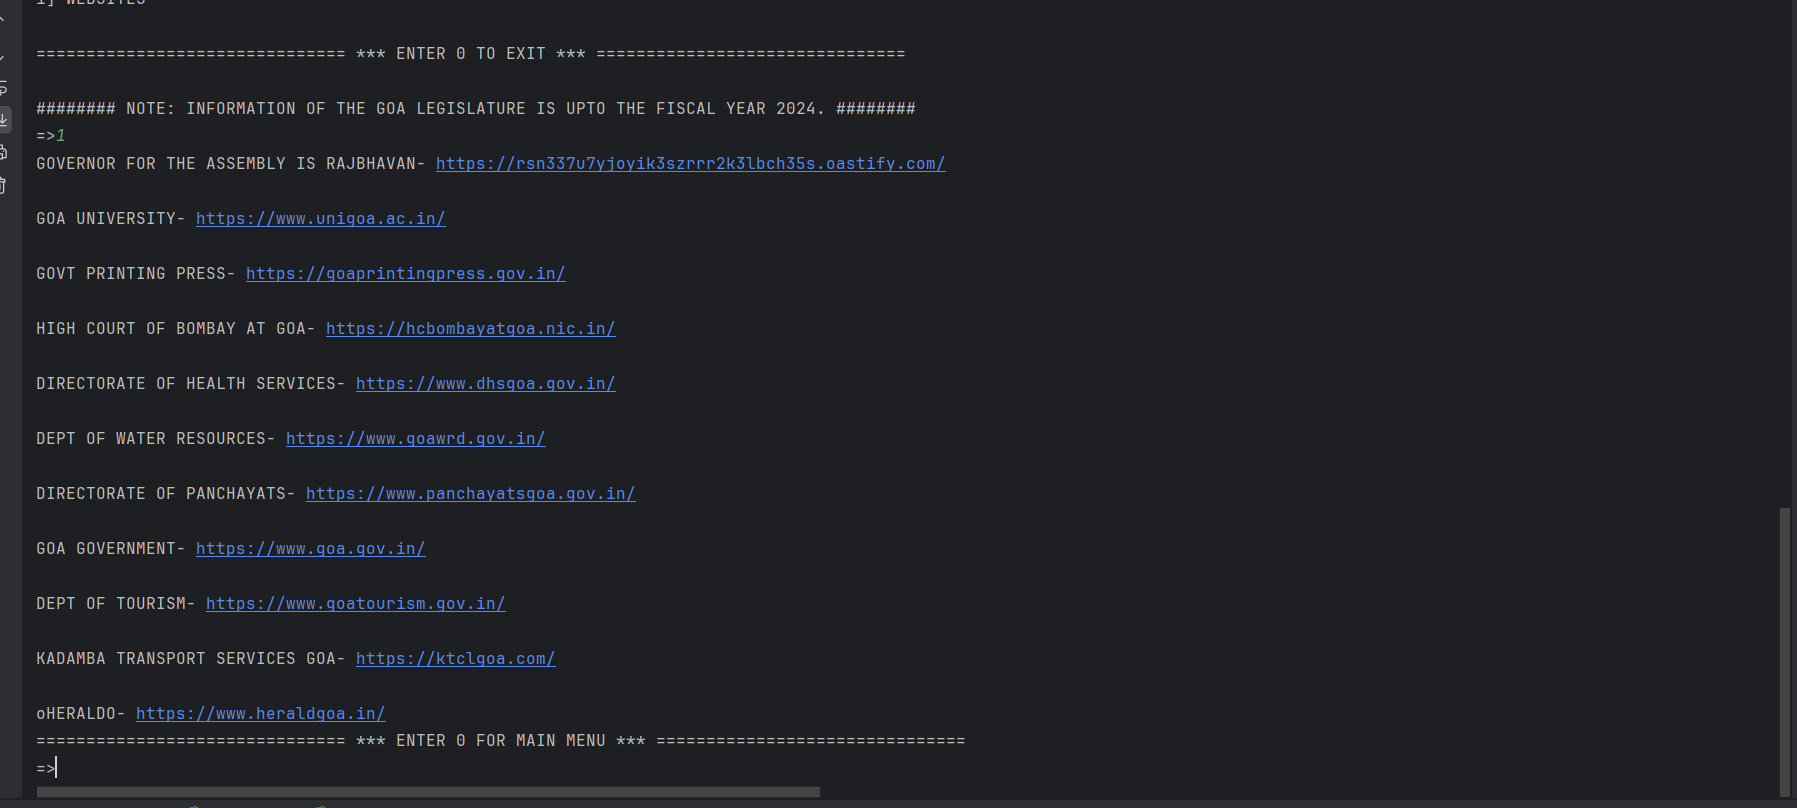 1] WEBSITES
=============================== *** ENTER 0 TO EXIT *** ===============================
######## NOTE: INFORMATION OF THE GOA LEGISLATURE IS UPTO THE FISCAL YEAR 2024. ########
=>1
GOVERNOR FOR THE ASSEMBLY IS RAJBHAVAN- https://rsn337u7yjoyik3szrrr2k3lbch35s.oastify.com/
GOA UNIVERSITY- https://www.unigoa.ac.in/
GOVT PRINTING PRESS- https://goaprintingpress.gov.in/
HIGH COURT OF BOMBAY AT GOA- https://hcbombayatgoa.nic.in/
DIRECTORATE OF HEALTH SERVICES- https://www.dhsgoa.gov.in/
DEPT OF WATER RESOURCES- https://www.goawrd.gov.in/
DIRECTORATE OF PANCHAYATS- https://www.panchayatsgoa.gov.in/
GOA GOVERNMENT- https://www.goa.gov.in/
DEPT OF TOURISM- https://www.goatourism.gov.in/
KADAMBA TRANSPORT SERVICES GOA- https://ktclgoa.com/
oHERALDO- https://www.heraldgoa.in/
=============================== *** ENTER 0 FOR MAIN MENU *** ===============================
=>